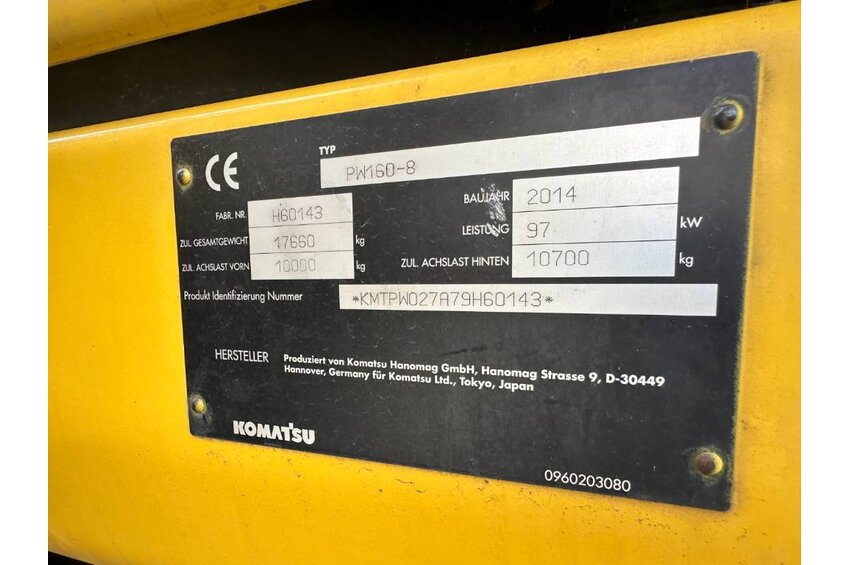 CE
TYP
PW160-8
FABR. NR. H60143
BAUJAHR 2014
ZUL. GESAMTGEWICHT 17660 kg
LEISTUNG 97 kW
ZUL. ACHSLAST VORN 10000 kg
ZUL. ACHSLAST HINTEN 10700 kg
Produkt Identifizierung Nummer *KMTPW027A79H60143*
HERSTELLER
Produziert von Komatsu Hanomag GmbH, Hanomag Strasse 9, D-30449
Hannover, Germany für Komatsu Ltd., Tokyo, Japan
KOMATSU
0960203080